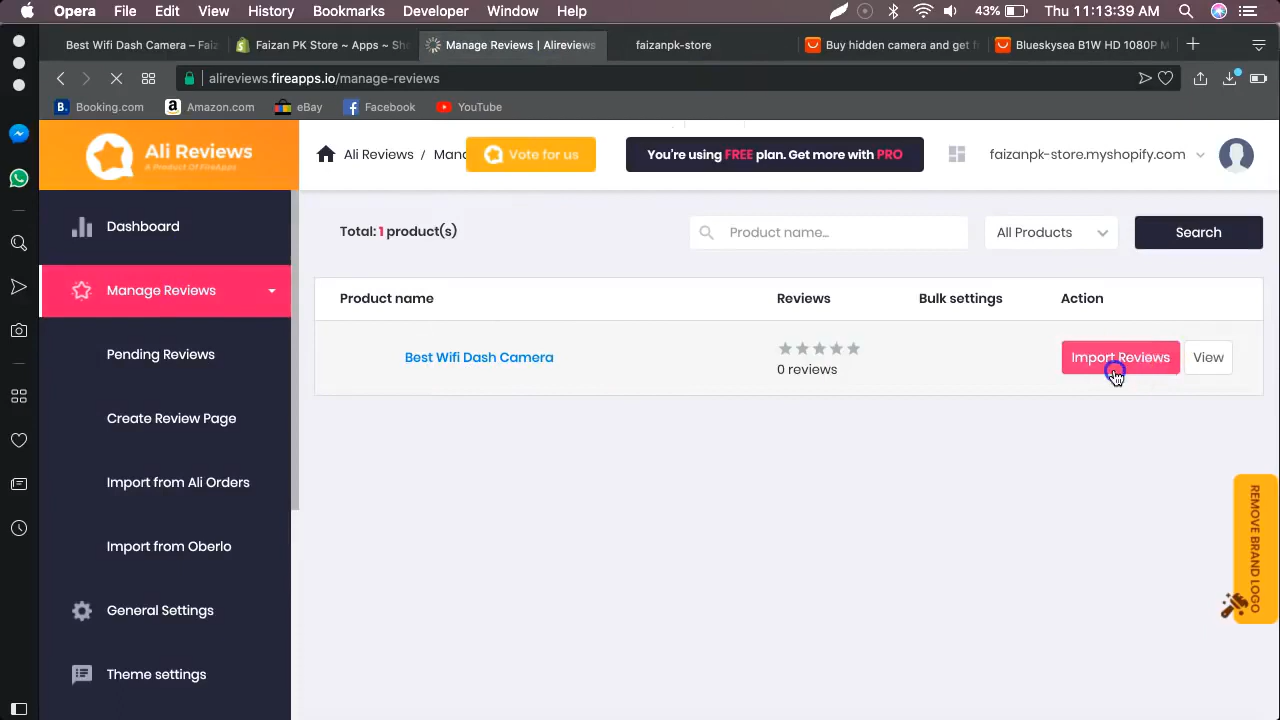 Opera File Edit View History Bookmarks Developer Window Help 43% Thu 11:13:39 AM
Best Wifi Dash Camera – Faiz Faizan PK Store ~ Apps ~ Sh Manage Reviews | Alireviews faizanpk-store Buy hidden camera and get f Blueskysea B1W HD 1080P M
alireviews.fireapps.io/manage-reviews
B. Booking.com a Amazon.com eBay Facebook YouTube
Ali Reviews
A Product Of FireApps
Ali Reviews / Mana
Vote for us
You're using FREE plan. Get more with PRO
faizanpk-store.myshopify.com
Dashboard
Manage Reviews
Pending Reviews
Create Review Page
Import from Ali Orders
Import from Oberlo
General Settings
Theme settings
Total: 1 product(s)
Product name...
All Products
Search
Product name Reviews Bulk settings Action
Best Wifi Dash Camera
0 reviews
Import Reviews View
REMOVE BRAND LOGO